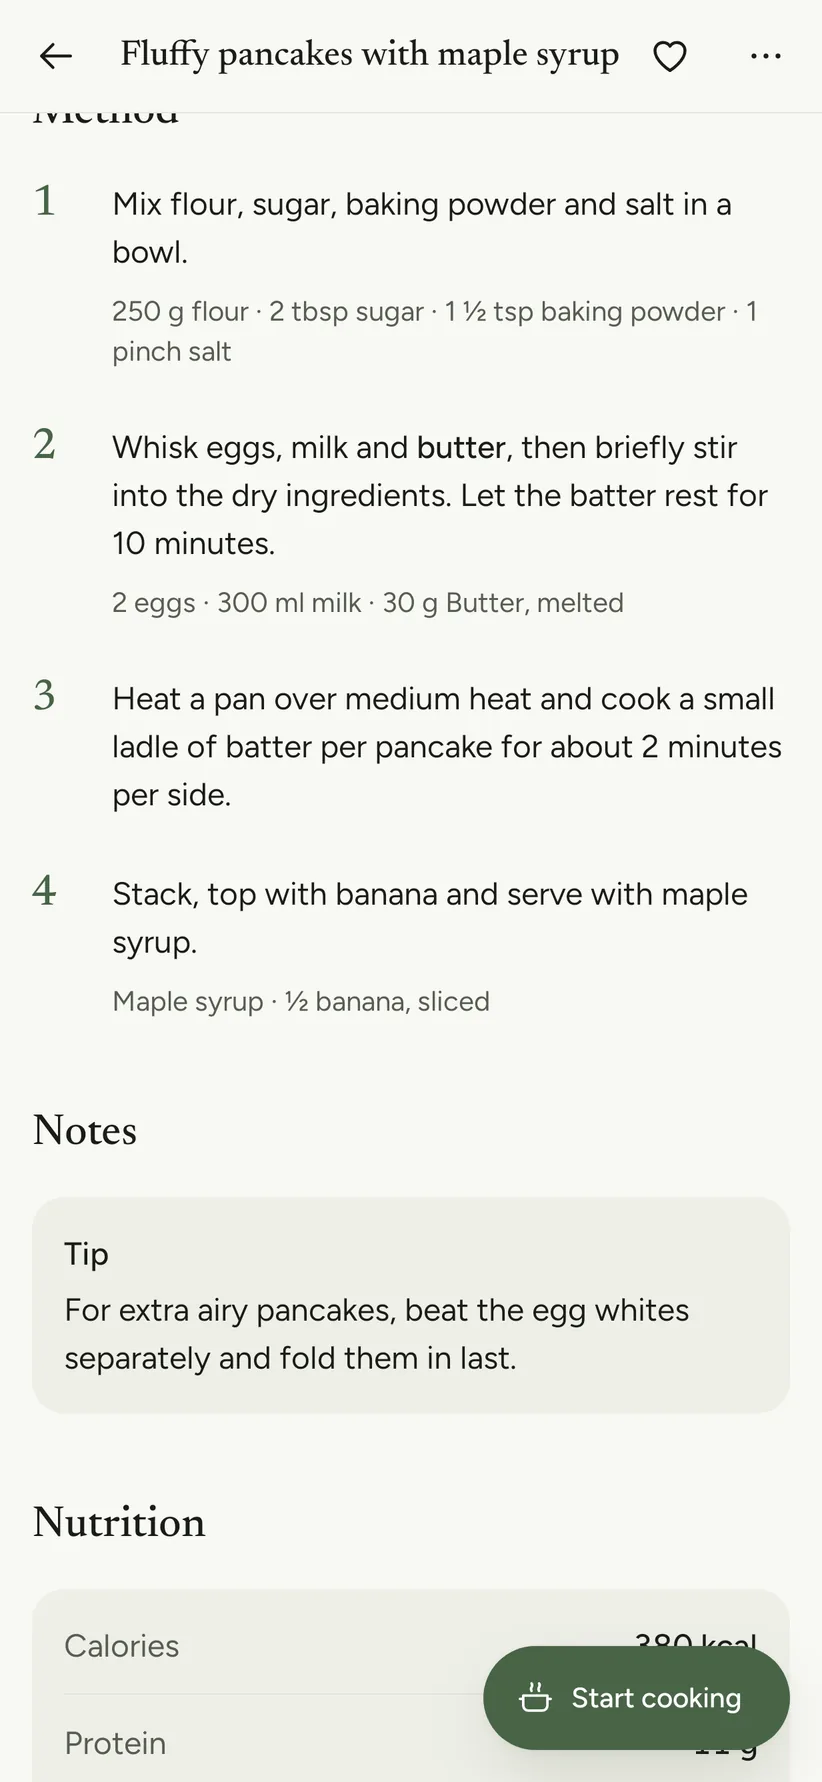 Fluffy pancakes with maple syrup
Method
1
Mix flour, sugar, baking powder and salt in a
bowl.
250 g flour · 2 tbsp sugar · 1 ½ tsp baking powder · 1
pinch salt
2
Whisk eggs, milk and butter, then briefly stir
into the dry ingredients. Let the batter rest for
10 minutes.
2 eggs · 300 ml milk · 30 g Butter, melted
3
Heat a pan over medium heat and cook a small
ladle of batter per pancake for about 2 minutes
per side.
4
Stack, top with banana and serve with maple
syrup.
Maple syrup · ½ banana, sliced
Notes
Tip
For extra airy pancakes, beat the egg whites
separately and fold them in last.
Nutrition
Calories 380 kcal
Start cooking
Protein 11 g